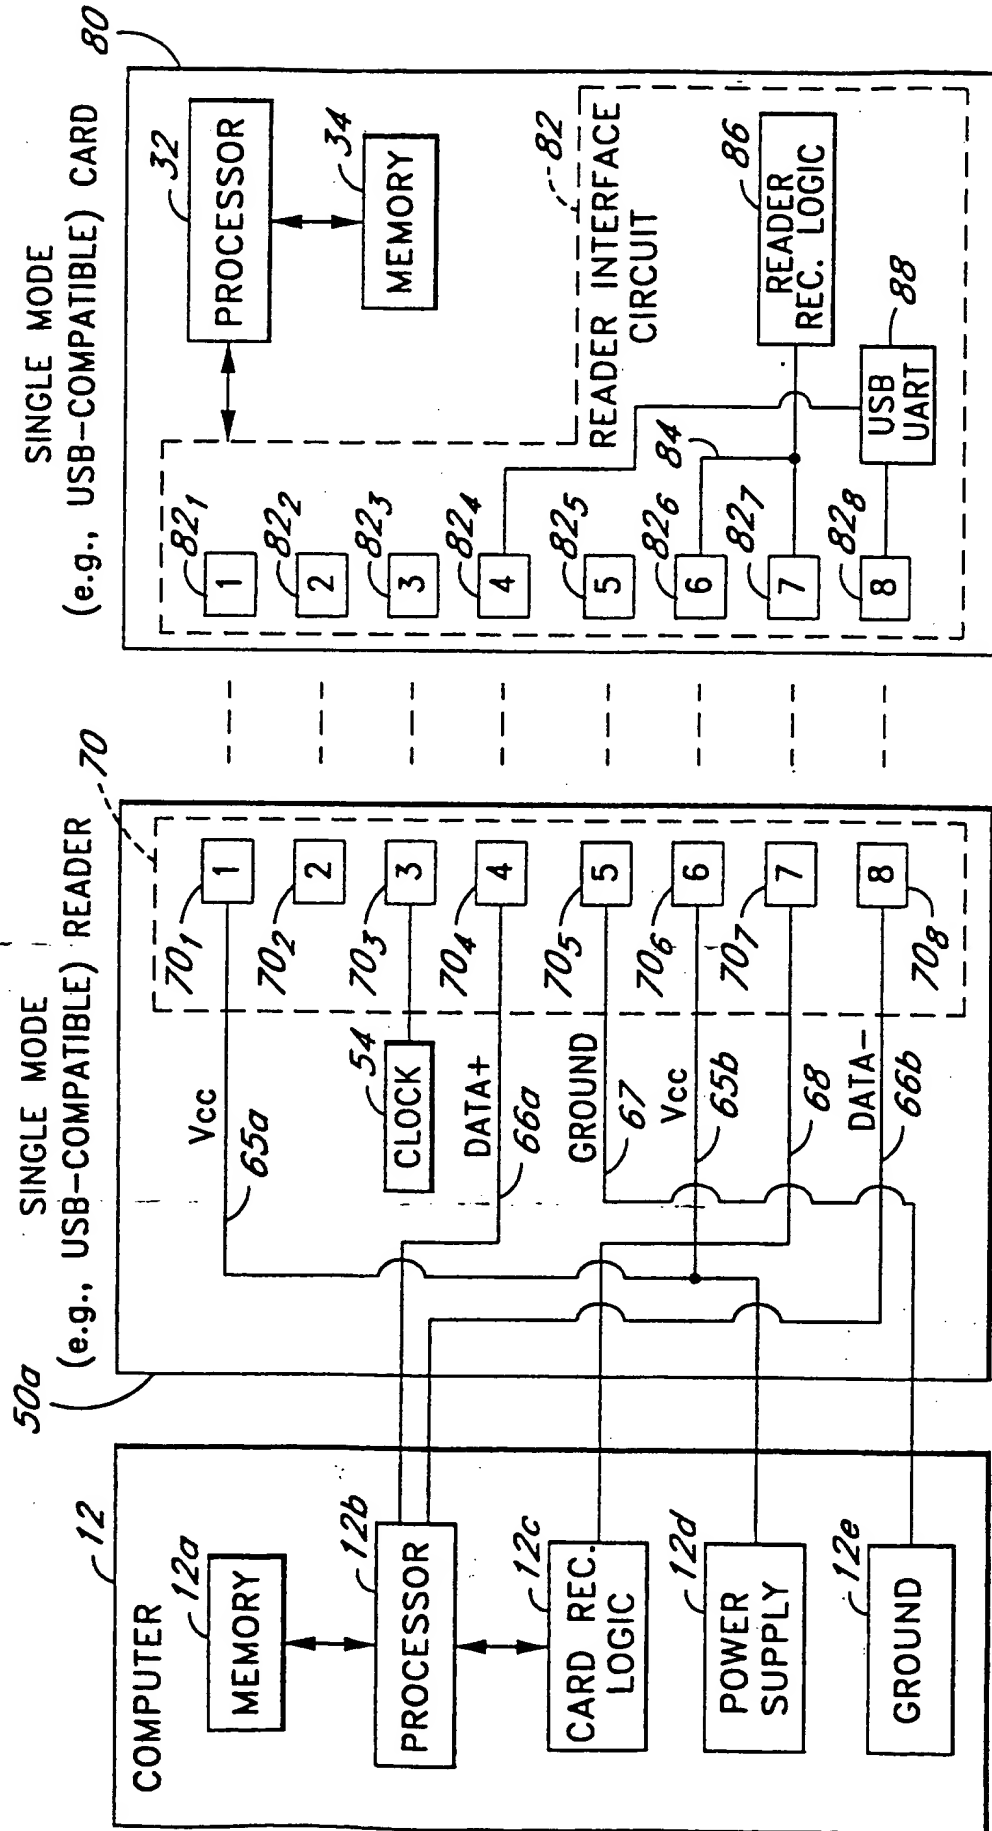 COMPUTER
12
MEMORY
12a
PROCESSOR
12b
CARD REC.
LOGIC
12c
POWER
SUPPLY
12d
GROUND
12e
SINGLE MODE
(e.g., USB-COMPATIBLE) READER
50a
70
Vcc
65a
CLOCK
54
DATA+
66a
GROUND
67
Vcc
65b
68
DATA-
66b
70₁
1
70₂
2
70₃
3
70₄
4
70₅
5
70₆
6
70₇
7
70₈
8
SINGLE MODE
(e.g., USB-COMPATIBLE) CARD
80
82₁
1
82₂
2
82₃
3
82₄
4
82₅
5
82₆
6
82₇
7
82₈
8
PROCESSOR
32
MEMORY
34
READER INTERFACE
CIRCUIT
82
84
READER
REC. LOGIC
86
USB
UART
88